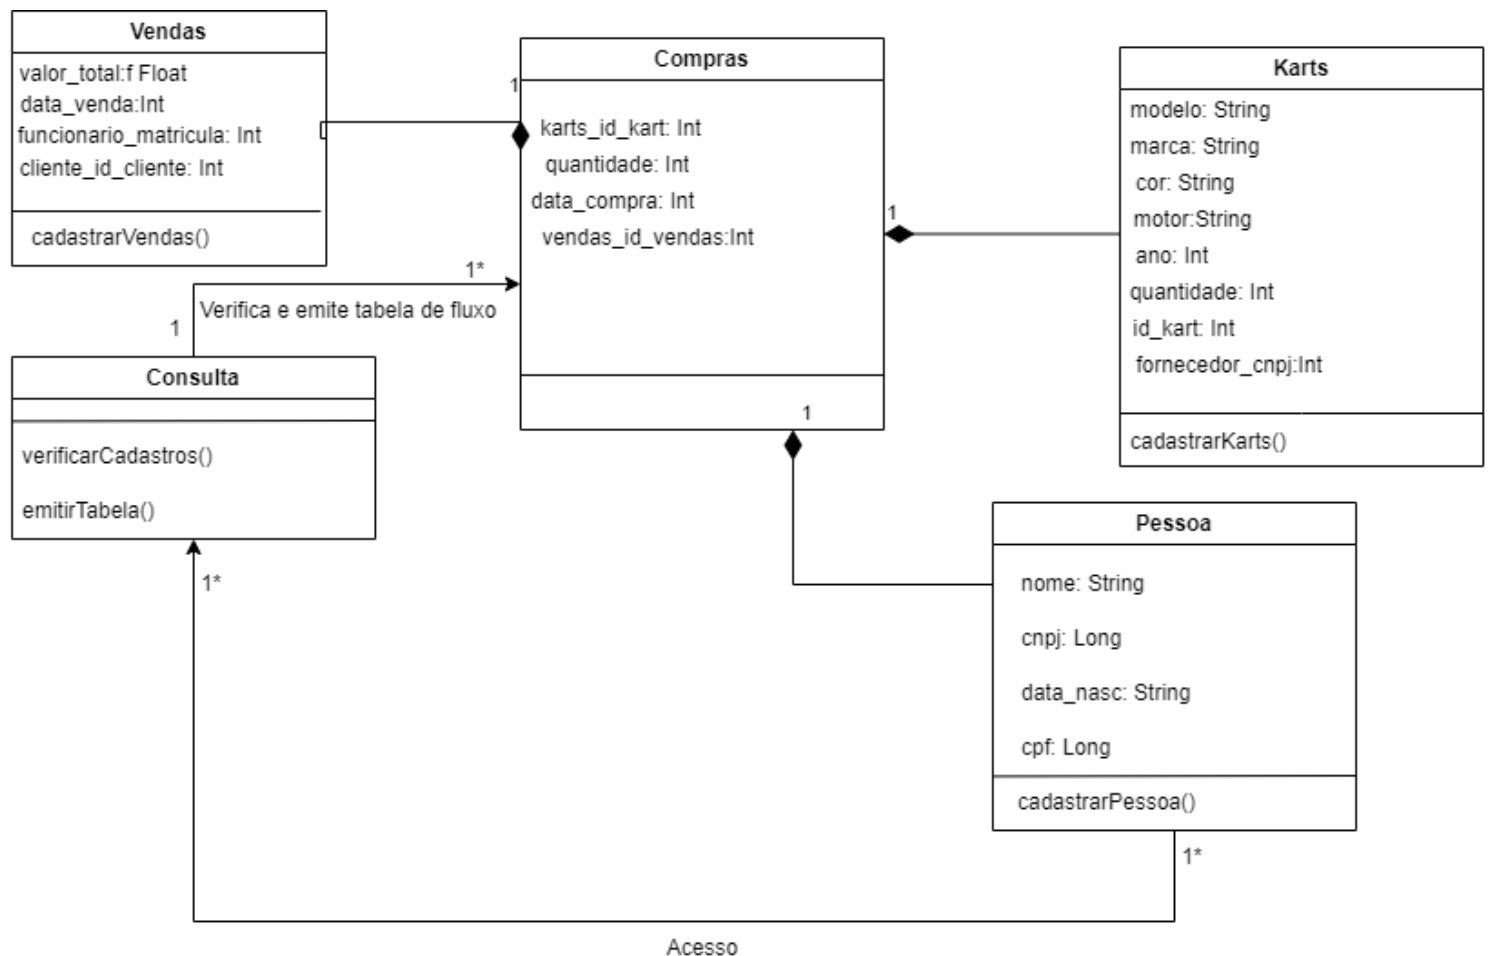 Vendas
valor_total:f Float
data_venda:Int
funcionario_matricula: Int
cliente_id_cliente: Int
cadastrarVendas()
1
Compras
karts_id_kart: Int
quantidade: Int
data_compra: Int
vendas_id_vendas:Int
1
1
Karts
modelo: String
marca: String
cor: String
motor:String
ano: Int
quantidade: Int
id_kart: Int
fornecedor_cnpj:Int
cadastrarKarts()
1*
Verifica e emite tabela de fluxo
1
Consulta
verificarCadastros()
emitirTabela()
1*
Pessoa
nome: String
cnpj: Long
data_nasc: String
cpf: Long
cadastrarPessoa()
1*
Acesso